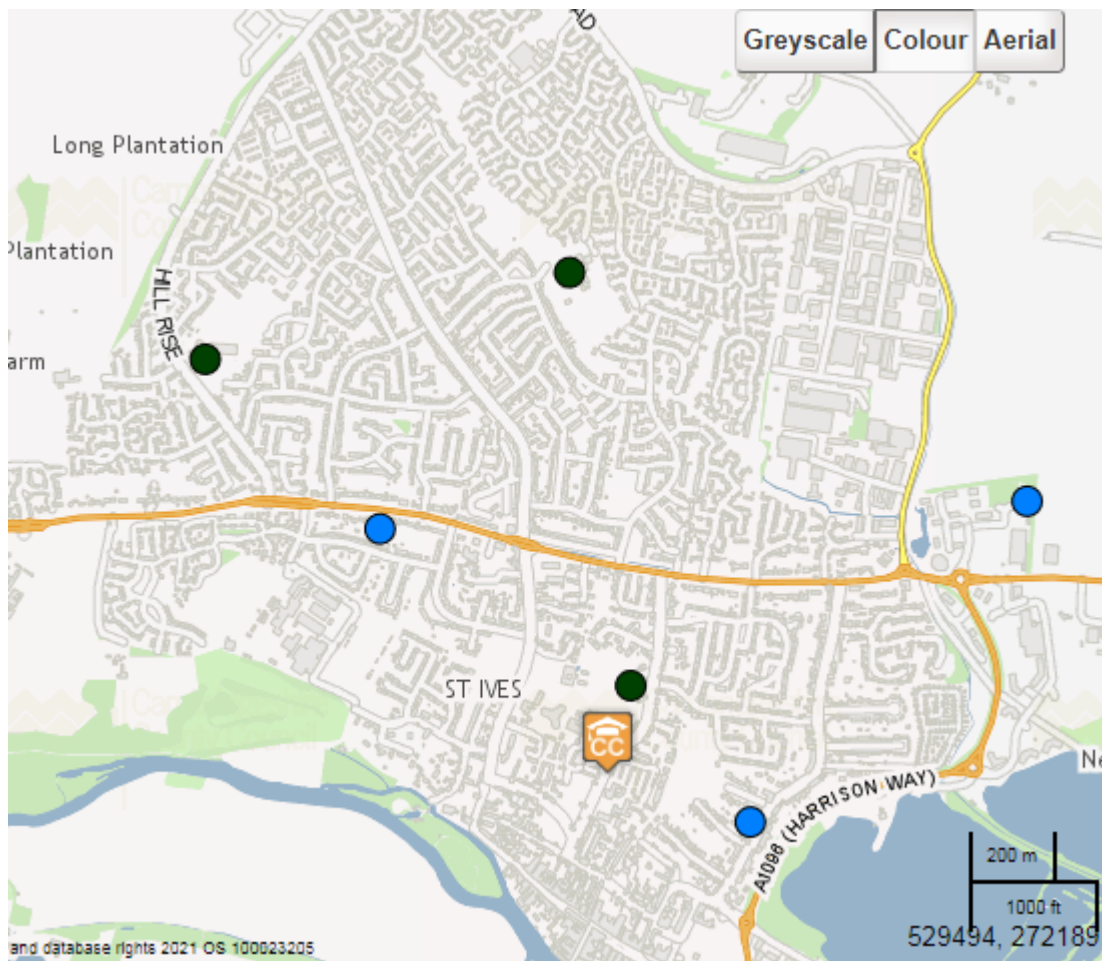 AD
Greyscale Colour Aerial
Long Plantation
Plantation
HILL RISE
arm
ST IVES
CC
Ne
A1096 (HARRISON WAY)
200 m
1000 ft
529494, 272189
and database rights 2021 OS 100023205